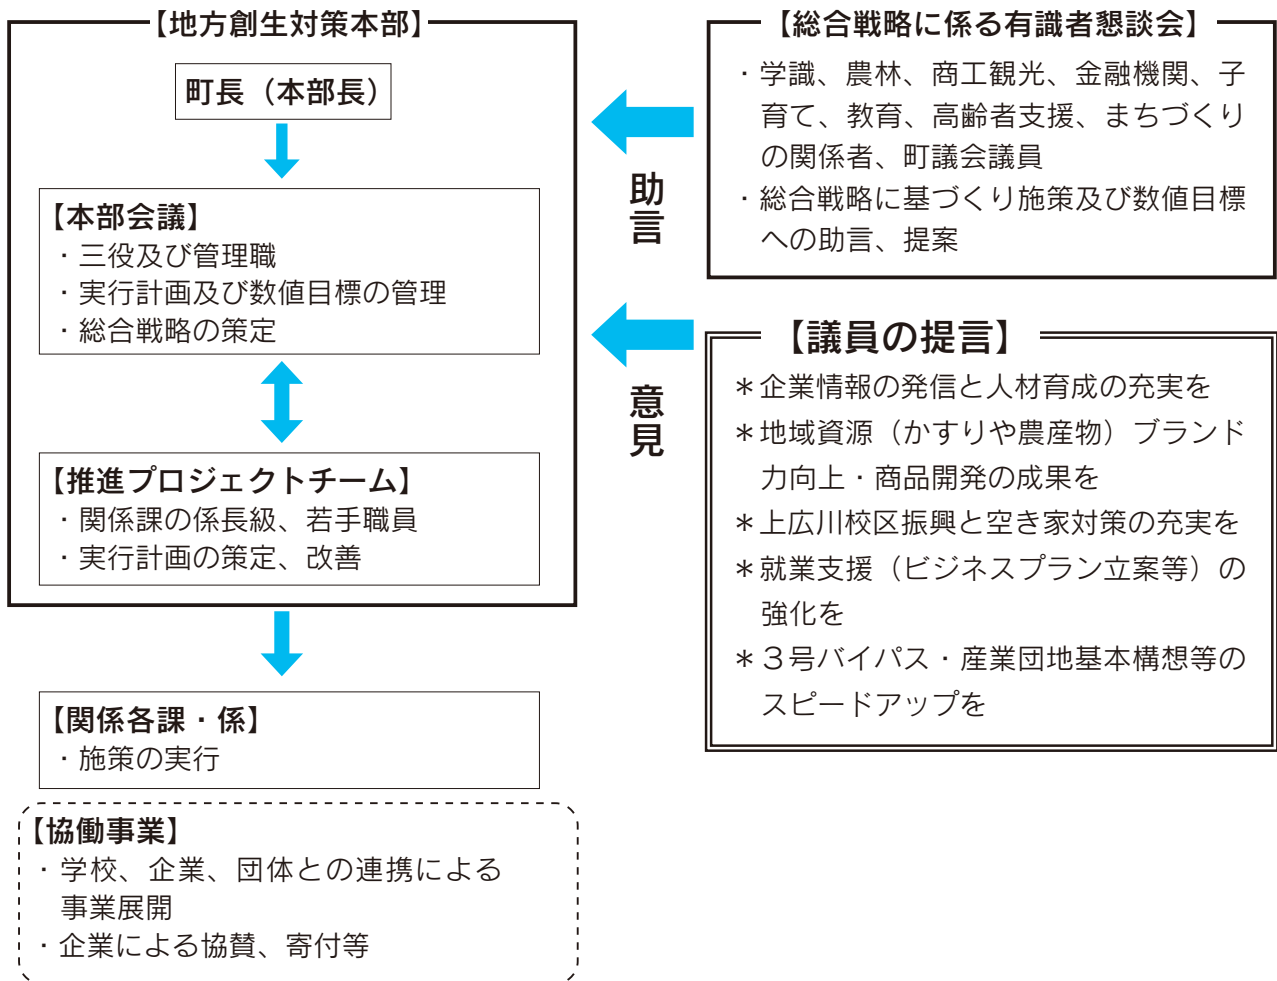 【地方創生対策本部】
町長（本部長）
【本部会議】
・三役及び管理職
・実行計画及び数値目標の管理
・総合戦略の策定
【推進プロジェクトチーム】
・関係課の係長級、若手職員
・実行計画の策定、改善
【関係各課・係】
・施策の実行
【協働事業】
・学校、企業、団体との連携による
事業展開
・企業による協賛、寄付等
助言
意見
【総合戦略に係る有識者懇談会】
・学識、農林、商工観光、金融機関、子
育て、教育、高齢者支援、まちづくり
の関係者、町議会議員
・総合戦略に基づくり施策及び数値目標
への助言、提案
【議員の提言】
＊企業情報の発信と人材育成の充実を
＊地域資源（かすりや農産物）ブランド
力向上・商品開発の成果を
＊上広川校区振興と空き家対策の充実を
＊就業支援（ビジネスプラン立案等）の
強化を
＊３号バイパス・産業団地基本構想等の
スピードアップを